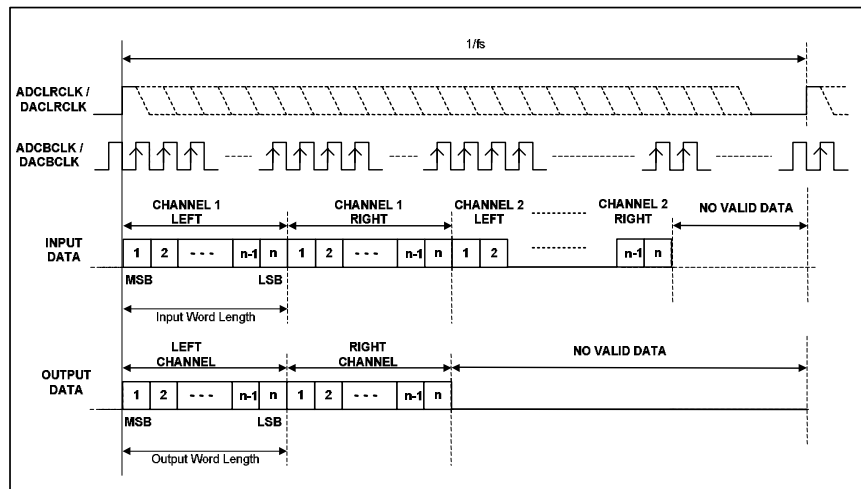 1/fs
ADCLRCLK /
DACLRCLK
ADCBCLK /
DACBCLK
CHANNEL 1
LEFT
CHANNEL 1
RIGHT
CHANNEL 2
LEFT
CHANNEL 2
RIGHT
NO VALID DATA
INPUT
DATA
1 2 - - - n-1 n 1 2 - - - n-1 n 1 2 n-1 n
MSB LSB
Input Word Length
LEFT
CHANNEL
RIGHT
CHANNEL
NO VALID DATA
OUTPUT
DATA
1 2 - - - n-1 n 1 2 - - - n-1 n
MSB LSB
Output Word Length